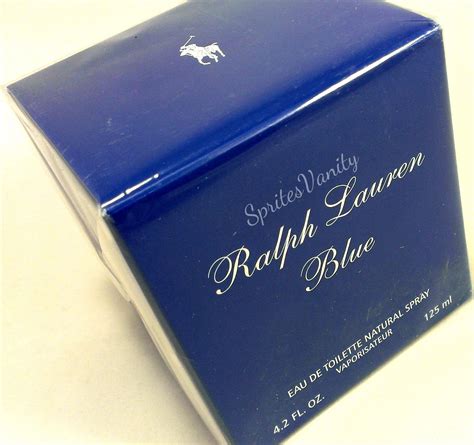 SpritesVanity
Ralph Lauren
Blue
EAU DE TOILETTE NATURAL SPRAY
VAPORISATEUR
4.2 FL. OZ. 125 ml